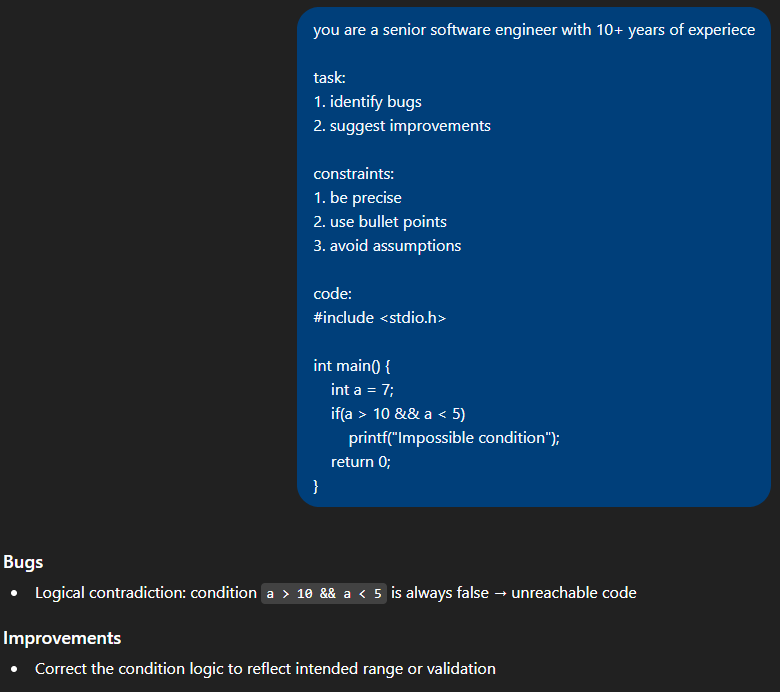 you are a senior software engineer with 10+ years of experiece
task:
1. identify bugs
2. suggest improvements
constraints:
1. be precise
2. use bullet points
3. avoid assumptions
code:
#include <stdio.h>
int main() {
int a = 7;
if(a > 10 && a < 5)
printf("Impossible condition");
return 0;
}
Bugs
• Logical contradiction: condition a > 10 && a < 5 is always false → unreachable code
Improvements
• Correct the condition logic to reflect intended range or validation